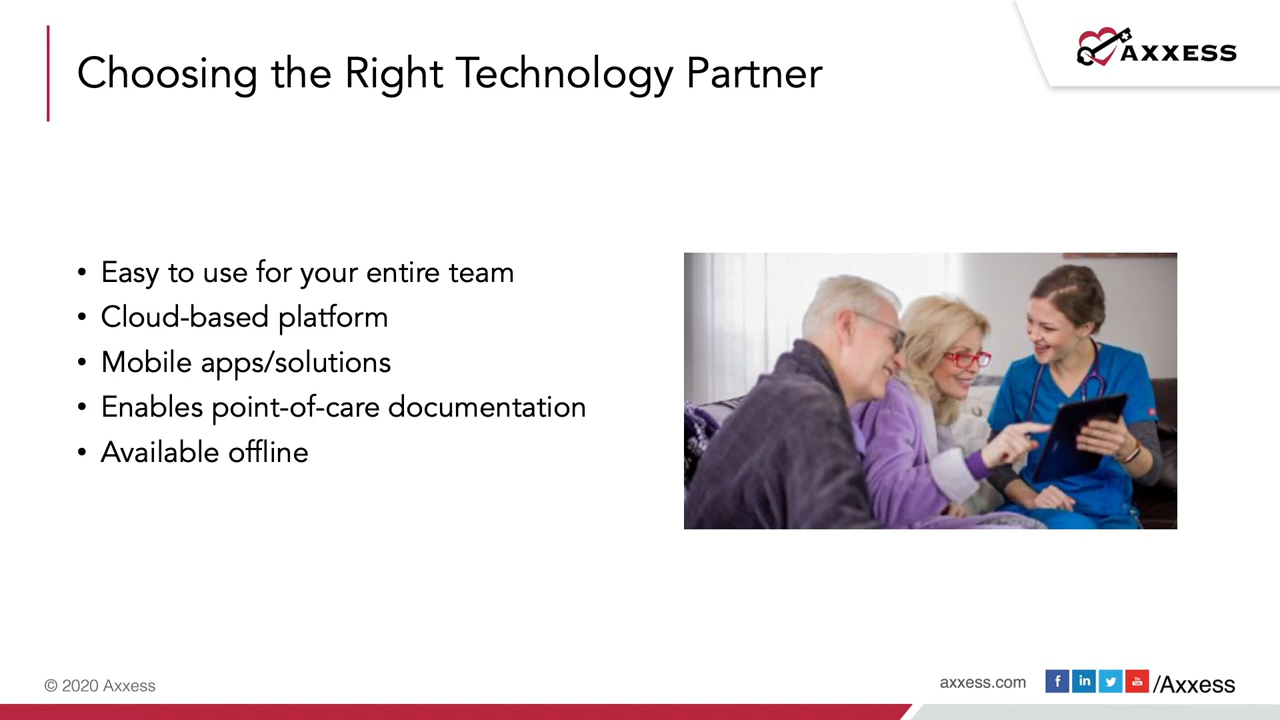 Choosing the Right Technology Partner
AXXESS
• Easy to use for your entire team
• Cloud-based platform
• Mobile apps/solutions
• Enables point-of-care documentation
• Available offline
© 2020 Axxess
axxess.com
/Axxess